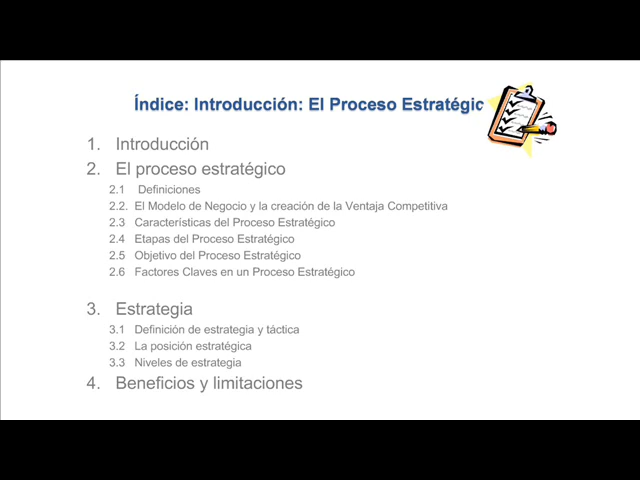 Índice: Introducción: El Proceso Estratégic
1. Introducción
2. El proceso estratégico
2.1 Definiciones
2.2. El Modelo de Negocio y la creación de la Ventaja Competitiva
2.3 Características del Proceso Estratégico
2.4 Etapas del Proceso Estratégico
2.5 Objetivo del Proceso Estratégico
2.6 Factores Claves en un Proceso Estratégico
3. Estrategia
3.1 Definición de estrategia y táctica
3.2 La posición estratégica
3.3 Niveles de estrategia
4. Beneficios y limitaciones